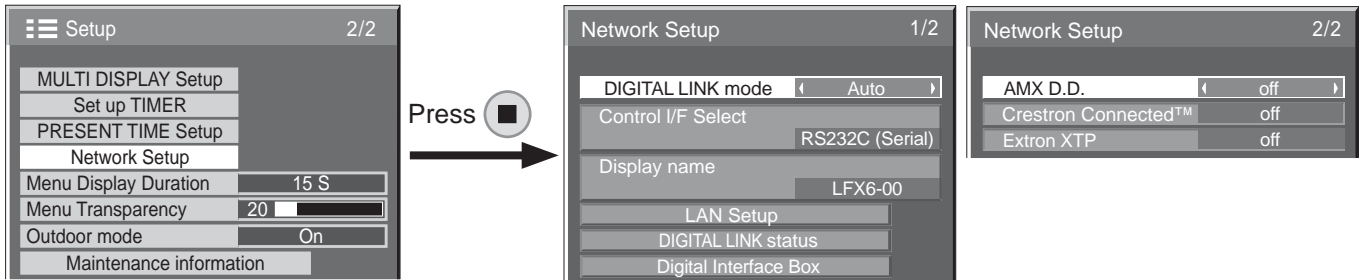 Setup 2/2
MULTI DISPLAY Setup
Set up TIMER
PRESENT TIME Setup
Network Setup
Menu Display Duration 15 S
Menu Transparency 20
Outdoor mode On
Maintenance information
Press
Network Setup 1/2
DIGITAL LINK mode Auto
Control I/F Select
RS232C (Serial)
Display name
LFX6-00
LAN Setup
DIGITAL LINK status
Digital Interface Box
Network Setup 2/2
AMX D.D. off
Crestron Connected™ off
Extron XTP off